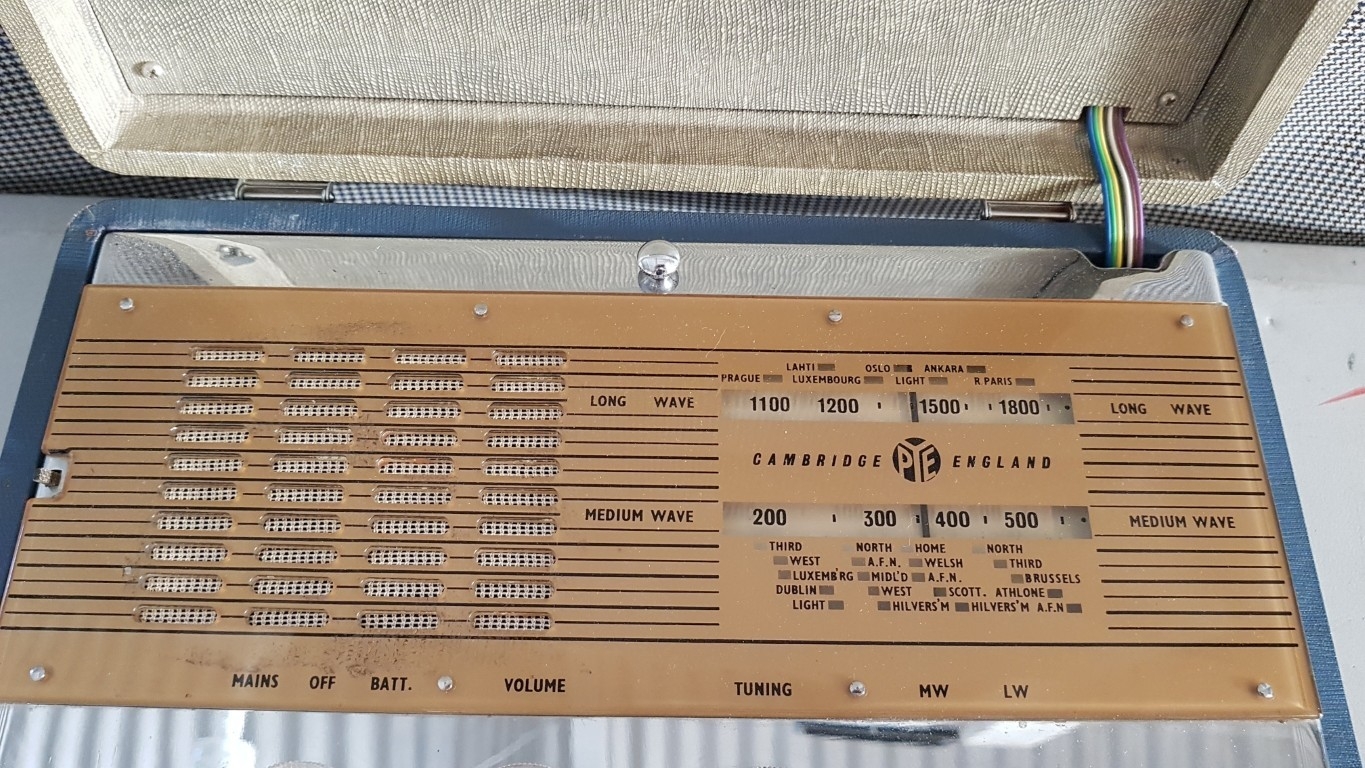 LAHTI OSLO ANKARA
PRAGUE LUXEMBOURG LIGHT R.PARIS
LONG WAVE 1100 1200 1500 1800 LONG WAVE
CAMBRIDGE PYE ENGLAND
MEDIUM WAVE 200 300 400 500 MEDIUM WAVE
THIRD NORTH HOME NORTH
WEST A.F.N. WELSH THIRD
LUXEMB'RG MIDL'D A.F.N. BRUSSELS
DUBLIN WEST SCOTT. ATHLONE
LIGHT HILVERS'M HILVERS'M A.F.N
MAINS OFF BATT. VOLUME TUNING MW LW